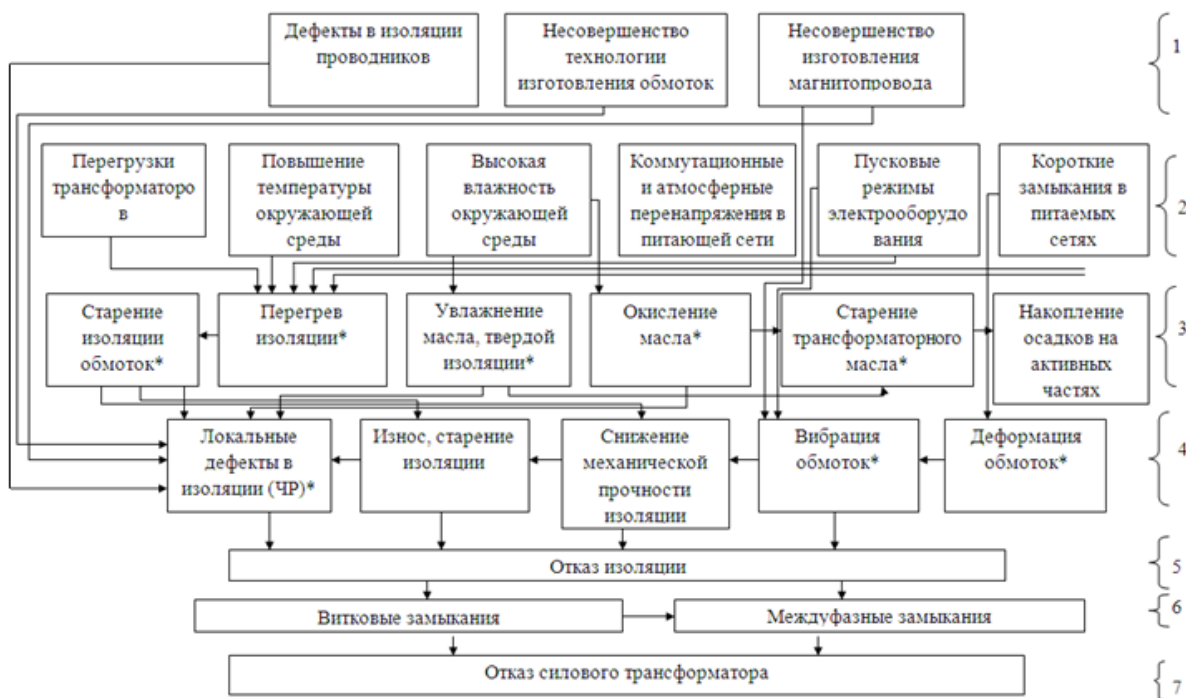 Дефекты в изоляции
проводников
Несовершенство
технологии
изготовления обмоток
Несовершенство
изготовления
магнитопровода
1
Перегрузки
трансформаторо
в
Повышение
температуры
окружающей
среды
Высокая
влажность
окружающей
среды
Коммутационные
и атмосферные
перенапряжения в
питающей сети
Пусковые
режимы
электрооборудо
вания
Короткие
замыкания в
питаемых
сетях
2
Старение
изоляции
обмоток*
Перегрев
изоляции*
Увлажнение
масла, твердой
изоляции*
Окисление
масла*
Старение
трансформаторного
масла*
Накопление
осадков на
активных
частях
3
Локальные
дефекты в
изоляции (ЧР)*
Износ, старение
изоляции
Снижение
механической
прочности
изоляции
Вибрация
обмоток*
Деформация
обмоток*
4
Отказ изоляции
5
Витковые замыкания
Междуфазные замыкания
6
Отказ силового трансформатора
7